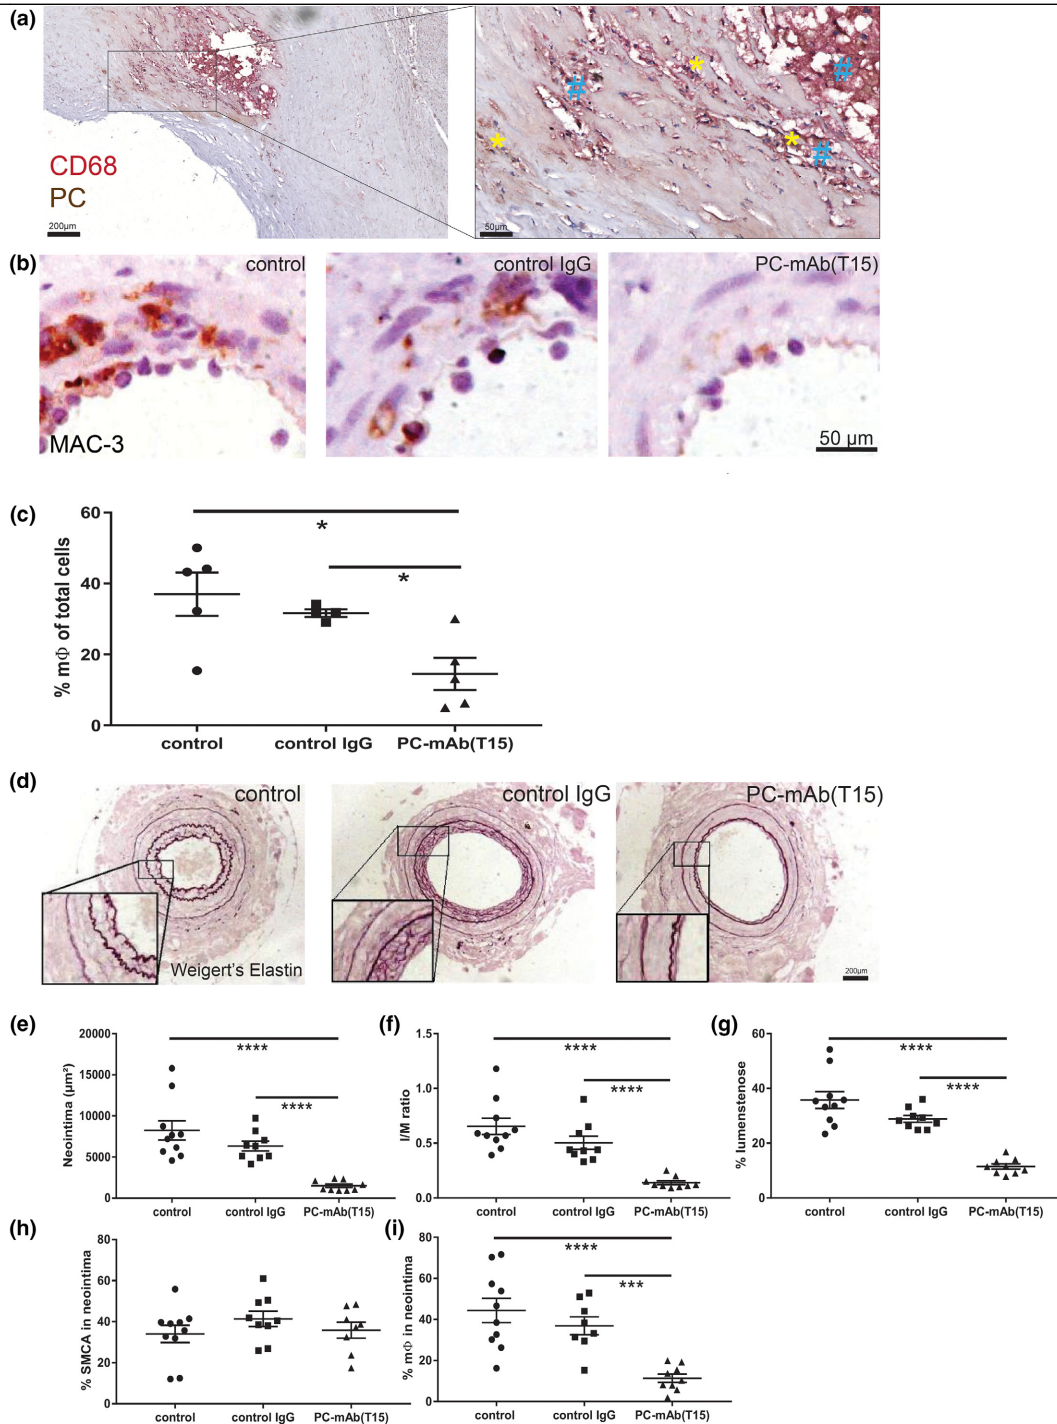 (a)
CD68
PC
200µm
50µm
*
*
*
#
#
#
(b)
control
control IgG
PC-mAb(T15)
MAC-3
50 µm
(c)
% mΦ of total cells
60
40
20
0
*
*
control
control IgG
PC-mAb(T15)
(d)
control
control IgG
PC-mAb(T15)
Weigert's Elastin
200µm
(e)
Neointima (µm²)
20000
15000
10000
5000
0
****
****
control
control IgG
PC-mAb(T15)
(f)
I/M ratio
1.5
1.0
0.5
0.0
****
****
control
control IgG
PC-mAb(T15)
(g)
% lumenstenose
60
40
20
0
****
****
control
control IgG
PC-mAb(T15)
(h)
% SMCA in neointima
80
60
40
20
0
control
control IgG
PC-mAb(T15)
(i)
% mΦ in neointima
80
60
40
20
0
****
***
control
control IgG
PC-mAb(T15)